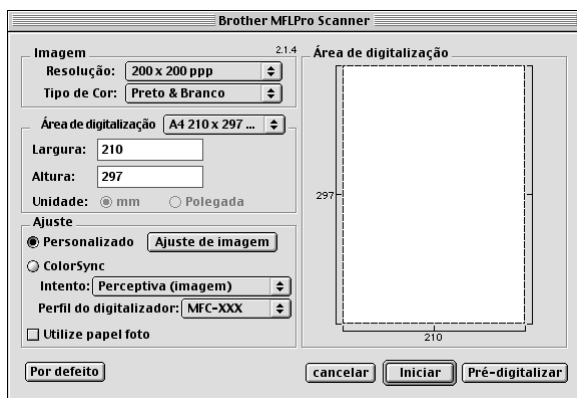 Brother MFLPro Scanner
Imagem
2.1.4
Resolução: 200 x 200 ppp
Tipo de Cor: Preto & Branco
Área de digitalização A4 210 x 297 ...
Largura: 210
Altura: 297
Unidade: mm Polegada
Ajuste
Personalizado Ajuste de imagem
ColorSync
Intento: Perceptiva (imagem)
Perfil do digitalizador: MFC-XXX
Utilize papel foto
Por defeito
Área de digitalização
297
210
cancelar Iniciar Pré-digitalizar